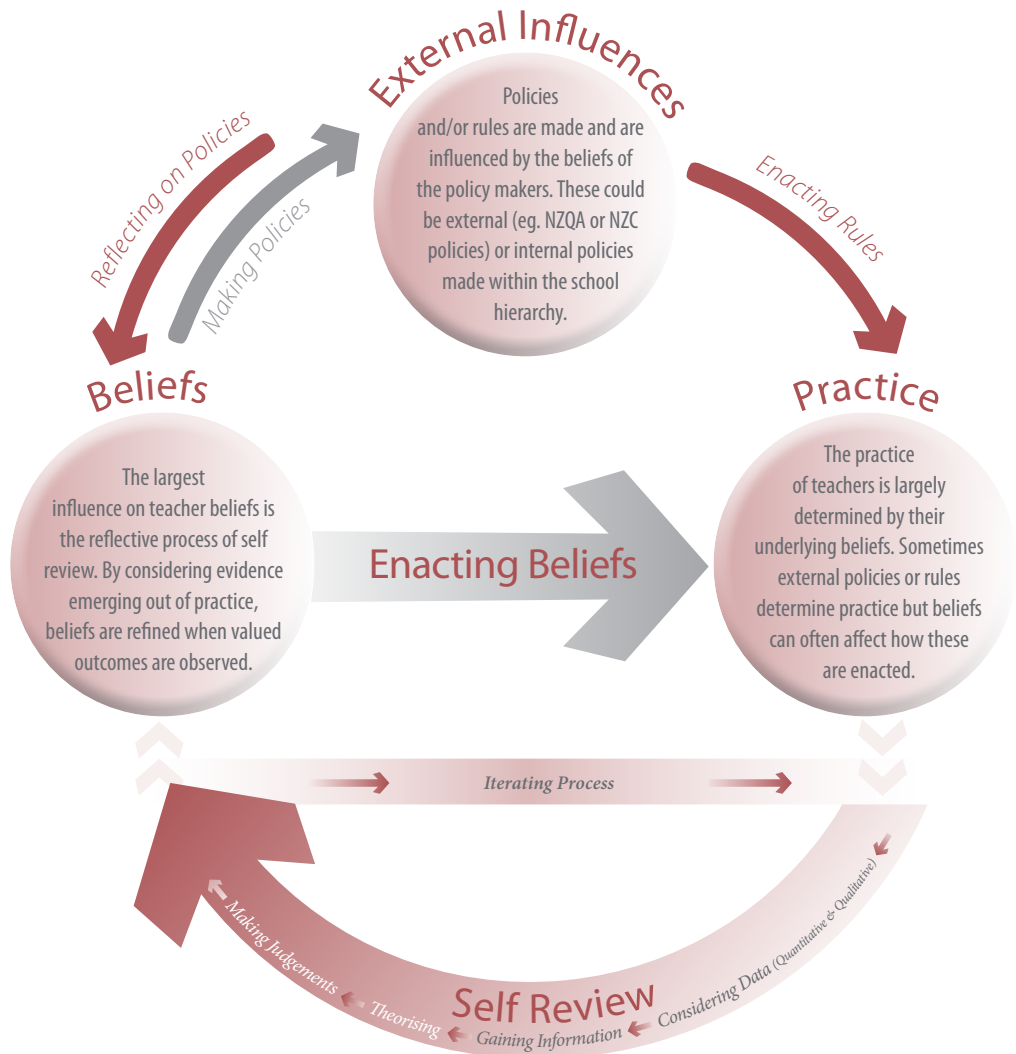 External Influences
Policies
and/or rules are made and are
influenced by the beliefs of
the policy makers. These could
be external (eg. NZQA or NZC
policies) or internal policies
made within the school
hierarchy.
Reflecting on Policies
Making Policies
Enacting Rules
Beliefs
The largest
influence on teacher beliefs is
the reflective process of self
review. By considering evidence
emerging out of practice,
beliefs are refined when valued
outcomes are observed.
Enacting Beliefs
Practice
The practice
of teachers is largely
determined by their
underlying beliefs. Sometimes
external policies or rules
determine practice but beliefs
can often affect how these
are enacted.
Iterating Process
Self Review
Considering Data (Quantitative & Qualitative)
Gaining Information
Theorising
Making Judgements